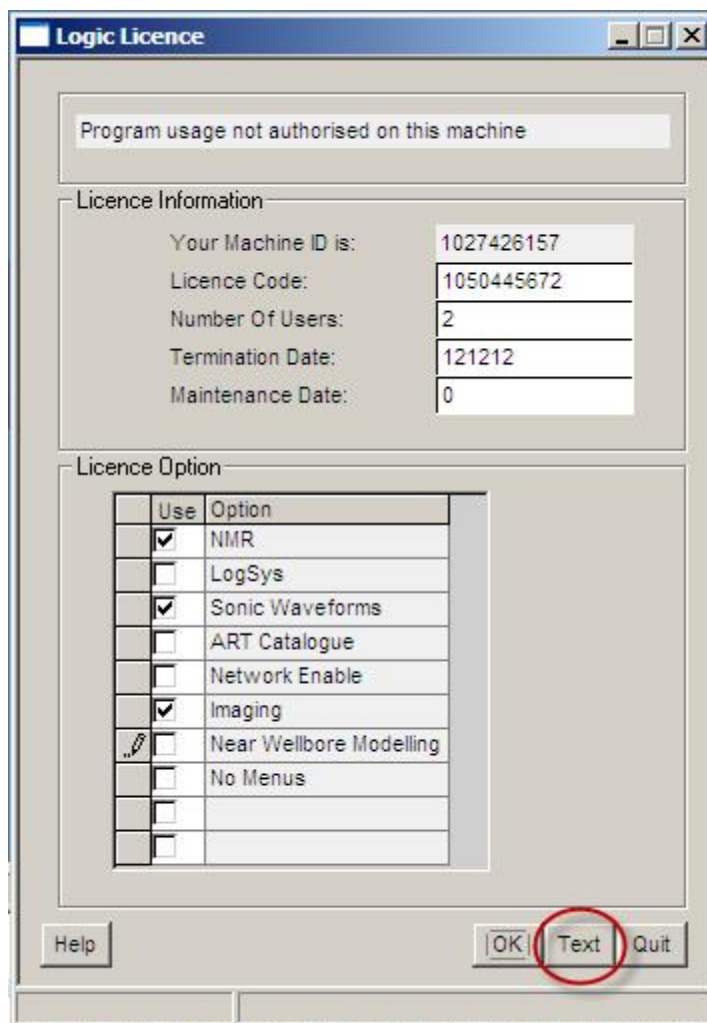 Logic Licence
Program usage not authorised on this machine
Licence Information
Your Machine ID is: 1027426157
Licence Code: 1050445672
Number Of Users: 2
Termination Date: 121212
Maintenance Date: 0
Licence Option
Use Option
NMR
LogSys
Sonic Waveforms
ART Catalogue
Network Enable
Imaging
Near Wellbore Modelling
No Menus
Help OK Text Quit